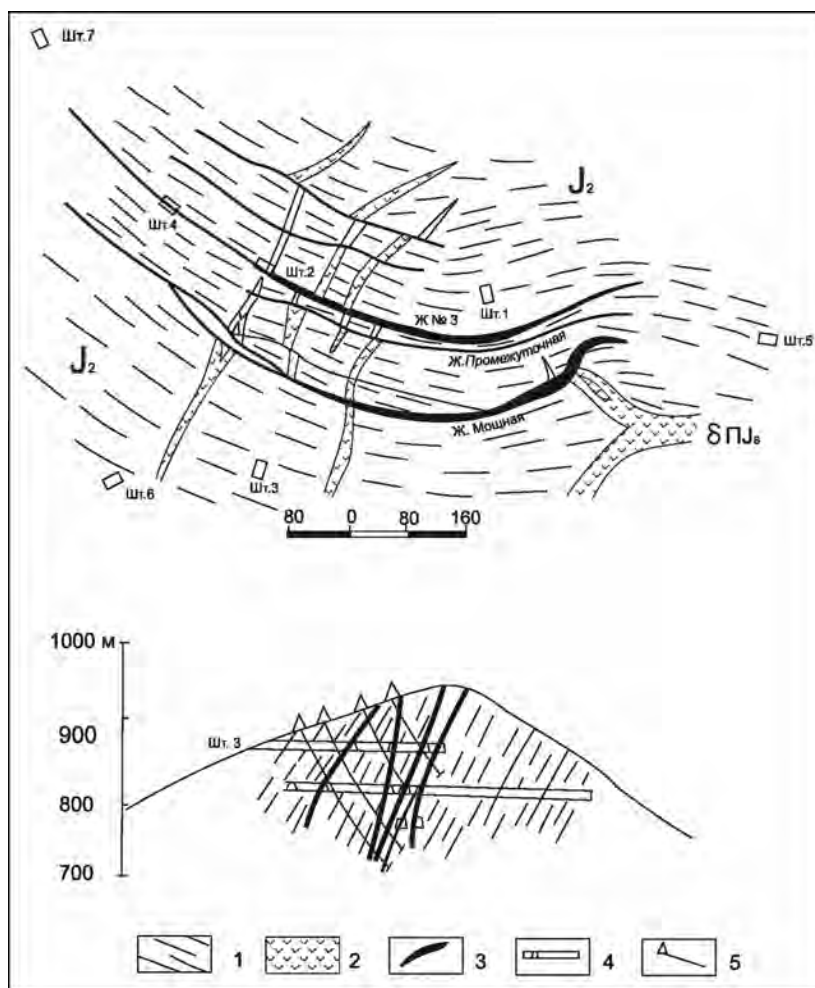 Шт.7
J₂
Шт.4
Шт.2
Шт.1
Ж № 3
Шт.5
Ж.Промежуточная
J₂
Ж. Мощная
δ ПJ₆
Шт.3
Шт.6
80 0 80 160
1000 м
900
Шт. 3
800
700
1 2 3 4 5